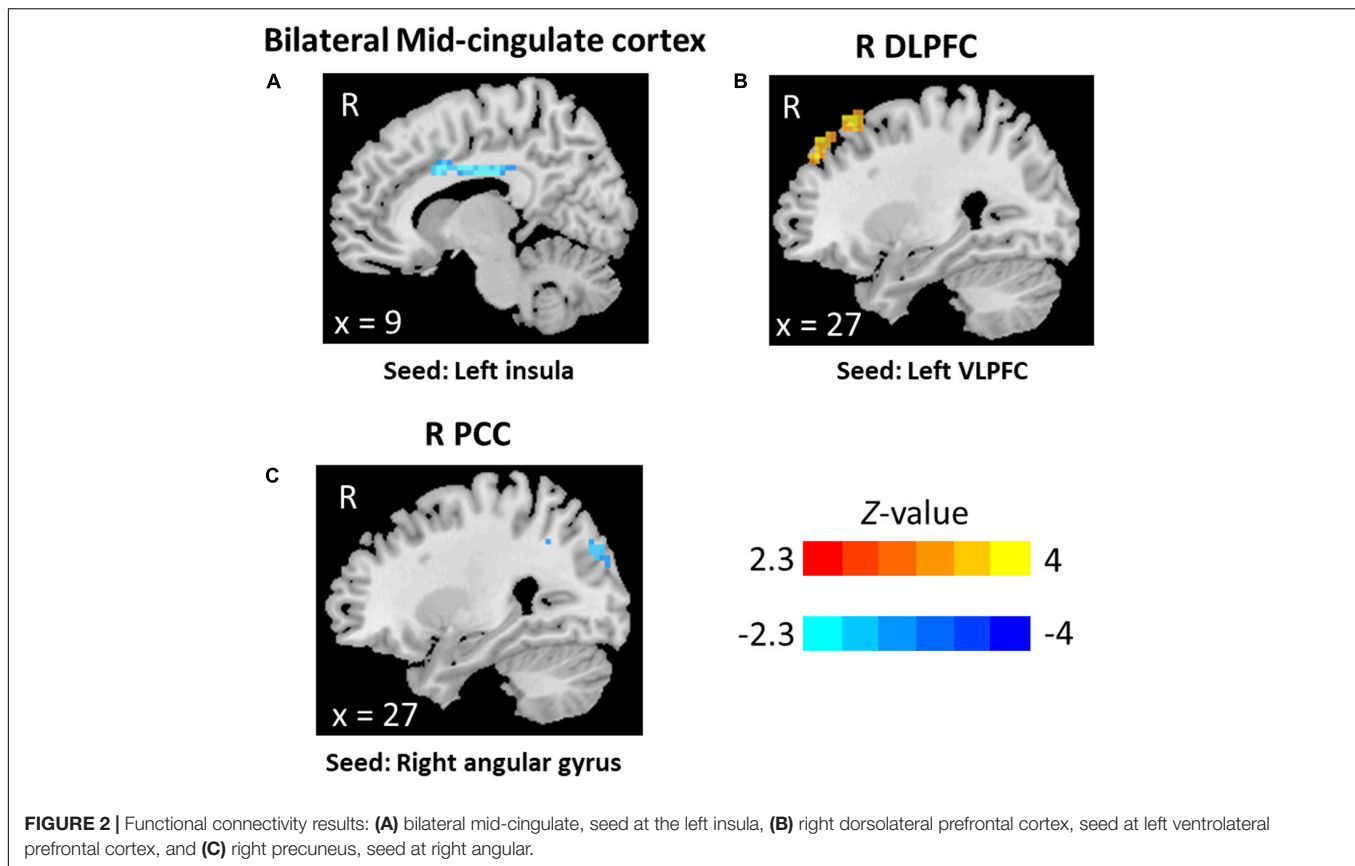 Bilateral Mid-cingulate cortex
R DLPFC
A
B
R
R
x = 9
x = 27
Seed: Left insula
Seed: Left VLPFC
R PCC
C
R
x = 27
Seed: Right angular gyrus
Z-value
2.3 4
-2.3 -4
FIGURE 2 | Functional connectivity results: (A) bilateral mid-cingulate, seed at the left insula, (B) right dorsolateral prefrontal cortex, seed at left ventrolateral
prefrontal cortex, and (C) right precuneus, seed at right angular.